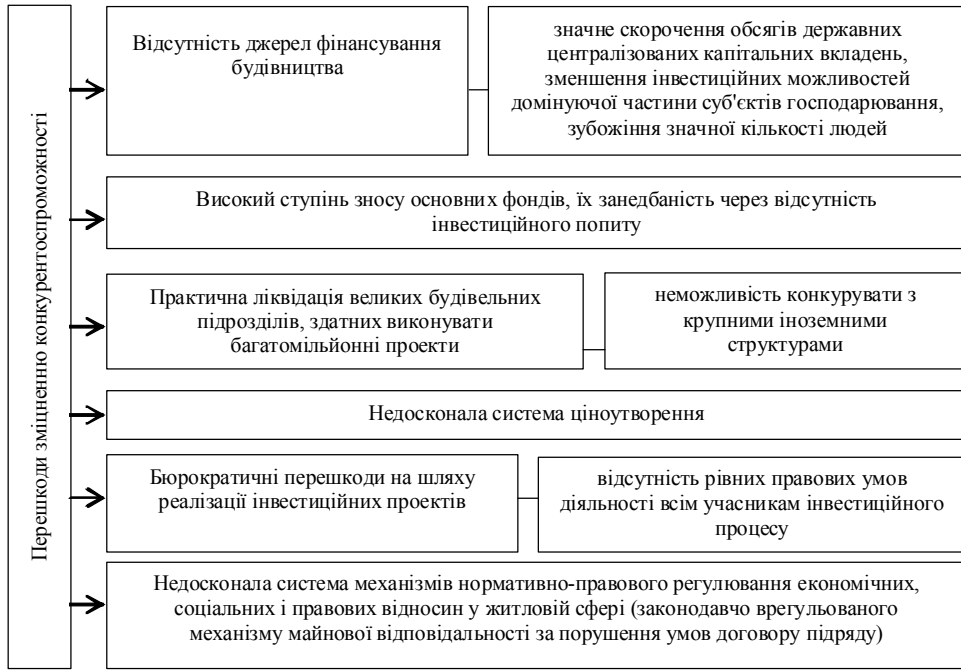 Перешкоди зміцненню конкурентоспроможності
Відсутність джерел фінансування
будівництва
значне скорочення обсягів державних
централізованих капітальних вкладень,
зменшення інвестиційних можливостей
домінуючої частини суб'єктів господарювання,
зубожіння значної кількості людей
Високий ступінь зносу основних фондів, їх занедбаність через відсутність
інвестиційного попиту
Практична ліквідація великих будівельних
підрозділів, здатних виконувати
багатомільйонні проекти
неможливість конкурувати з
крупними іноземними
структурами
Недосконала система ціноутворення
Бюрократичні перешкоди на шляху
реалізації інвестиційних проектів
відсутність рівних правових умов
діяльності всім учасникам інвестиційного
процесу
Недосконала система механізмів нормативно-правового регулювання економічних,
соціальних і правових відносин у житловій сфері (законодавчо врегульованого
механізму майнової відповідальності за порушення умов договору підряду)